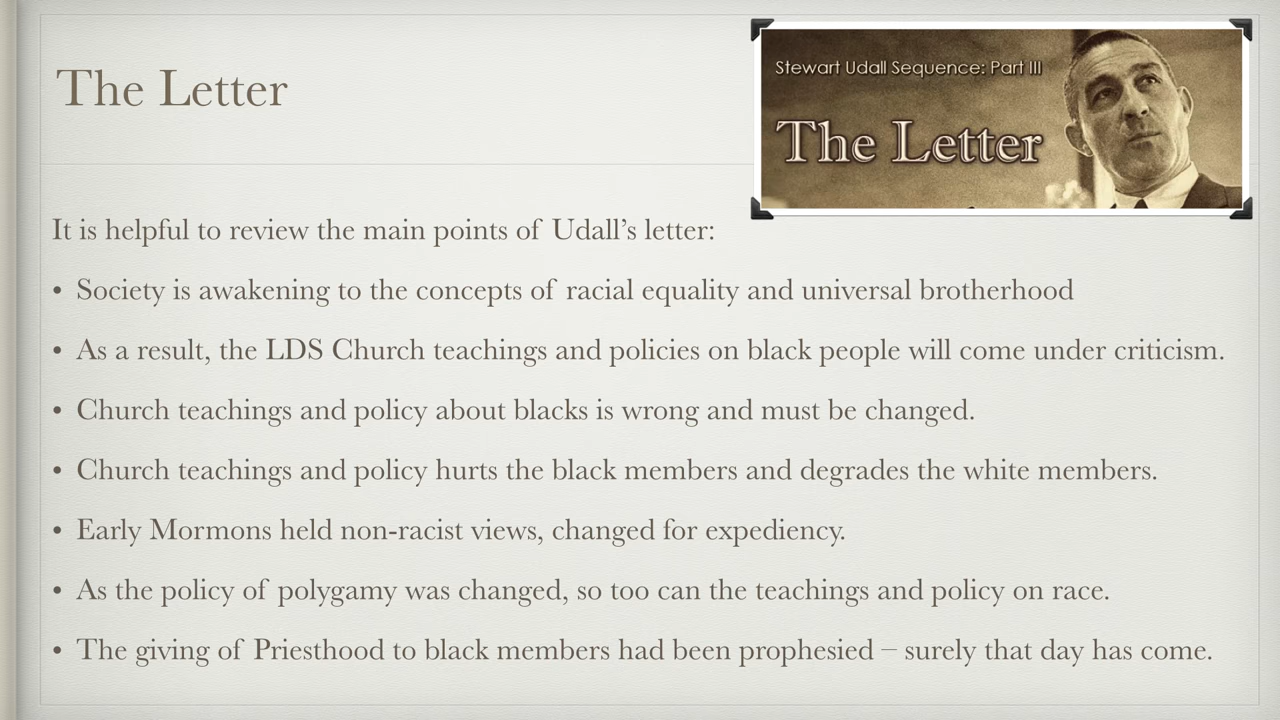 The Letter
Stewart Udall Sequence: Part III
The Letter
It is helpful to review the main points of Udall’s letter:
• Society is awakening to the concepts of racial equality and universal brotherhood
• As a result, the LDS Church teachings and policies on black people will come under criticism.
• Church teachings and policy about blacks is wrong and must be changed.
• Church teachings and policy hurts the black members and degrades the white members.
• Early Mormons held non-racist views, changed for expediency.
• As the policy of polygamy was changed, so too can the teachings and policy on race.
• The giving of Priesthood to black members had been prophesied – surely that day has come.